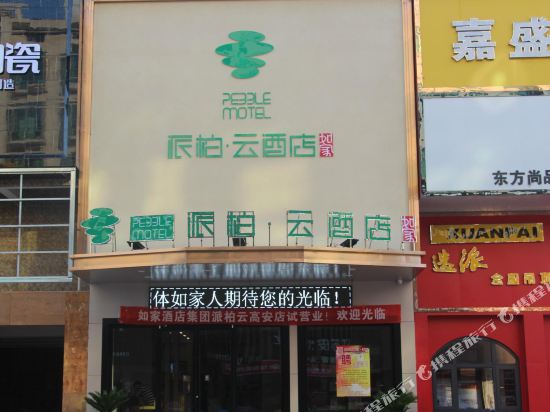 瓷
造
PEBBLE
MOTEL
派柏·云酒店
如家
PEBBLE
MOTEL
派柏·云酒店
如家
体如家人期待您的光临!
如家酒店集团派柏云高安店试营业!欢迎光临
嘉盛
东方尚品
XUANPAI
选派
携程旅行